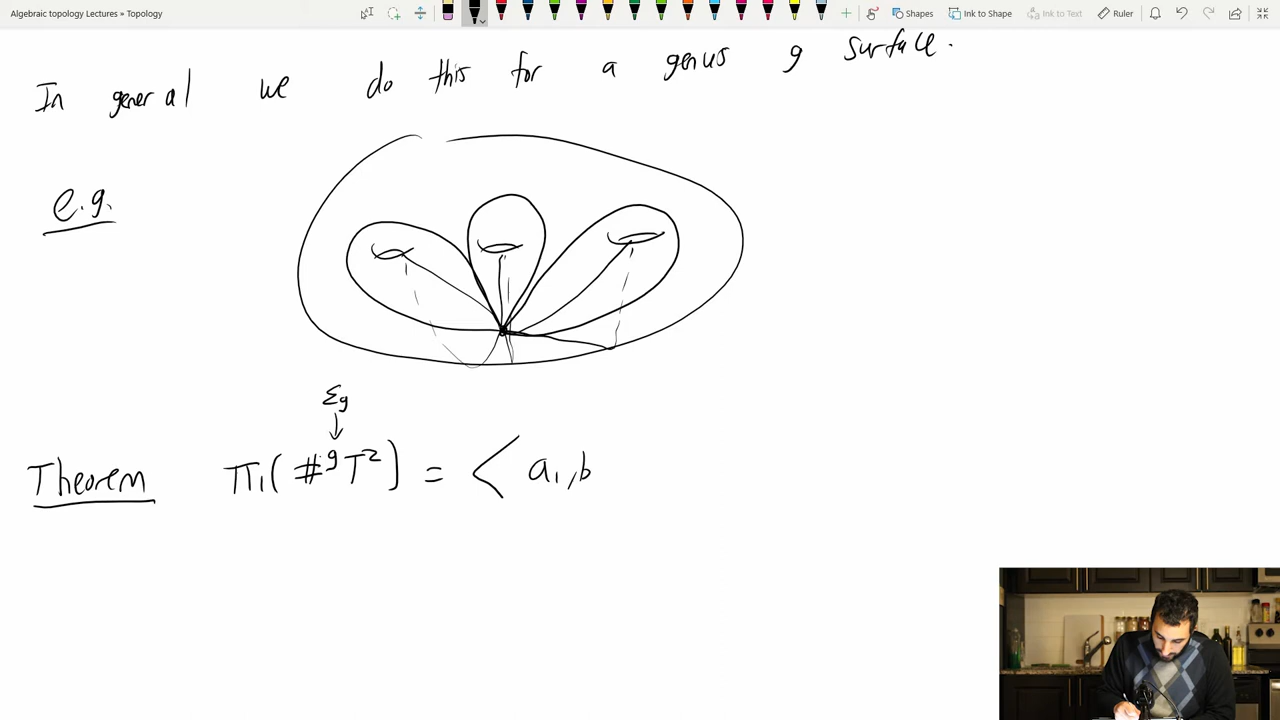 Algebraic topology Lectures » Topology
Shapes
Ink to Shape
Ink to Text
Ruler
In general we do this for a genus g surface.
e.g.
Σg
↓
Theorem π₁(#ᵍT²) = < a₁,b